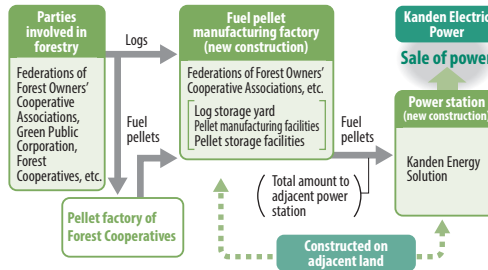 Parties
involved in
forestry
Federations of
Forest Owners'
Cooperative
Associations,
Green Public
Corporation,
Forest
Cooperatives, etc.
Logs
Fuel
pellets
Pellet factory of
Forest Cooperatives
Fuel pellet
manufacturing factory
(new construction)
Federations of Forest Owners'
Cooperative Associations, etc.
Log storage yard
Pellet manufacturing facilities
Pellet storage facilities
Fuel
pellets
Total amount to
adjacent power
station
Constructed on
adjacent land
Kanden Electric
Power
Sale of power
Power station
(new construction)
Kanden Energy
Solution